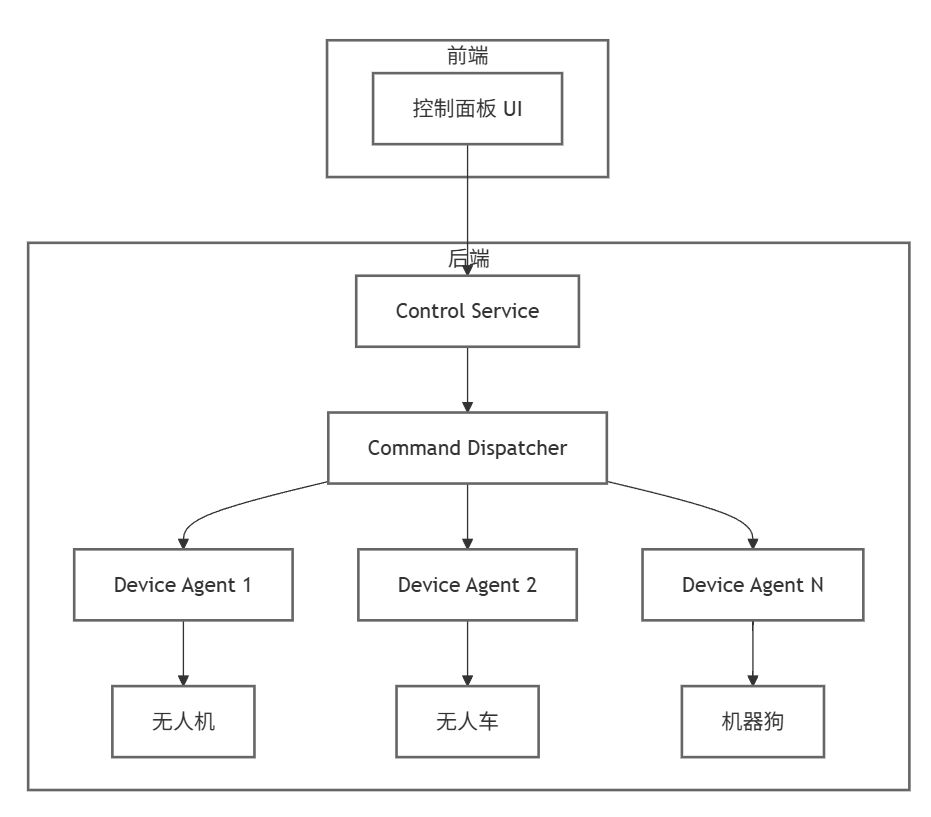 前端
控制面板 UI
后端
Control Service
Command Dispatcher
Device Agent 1
Device Agent 2
Device Agent N
无人机
无人车
机器狗